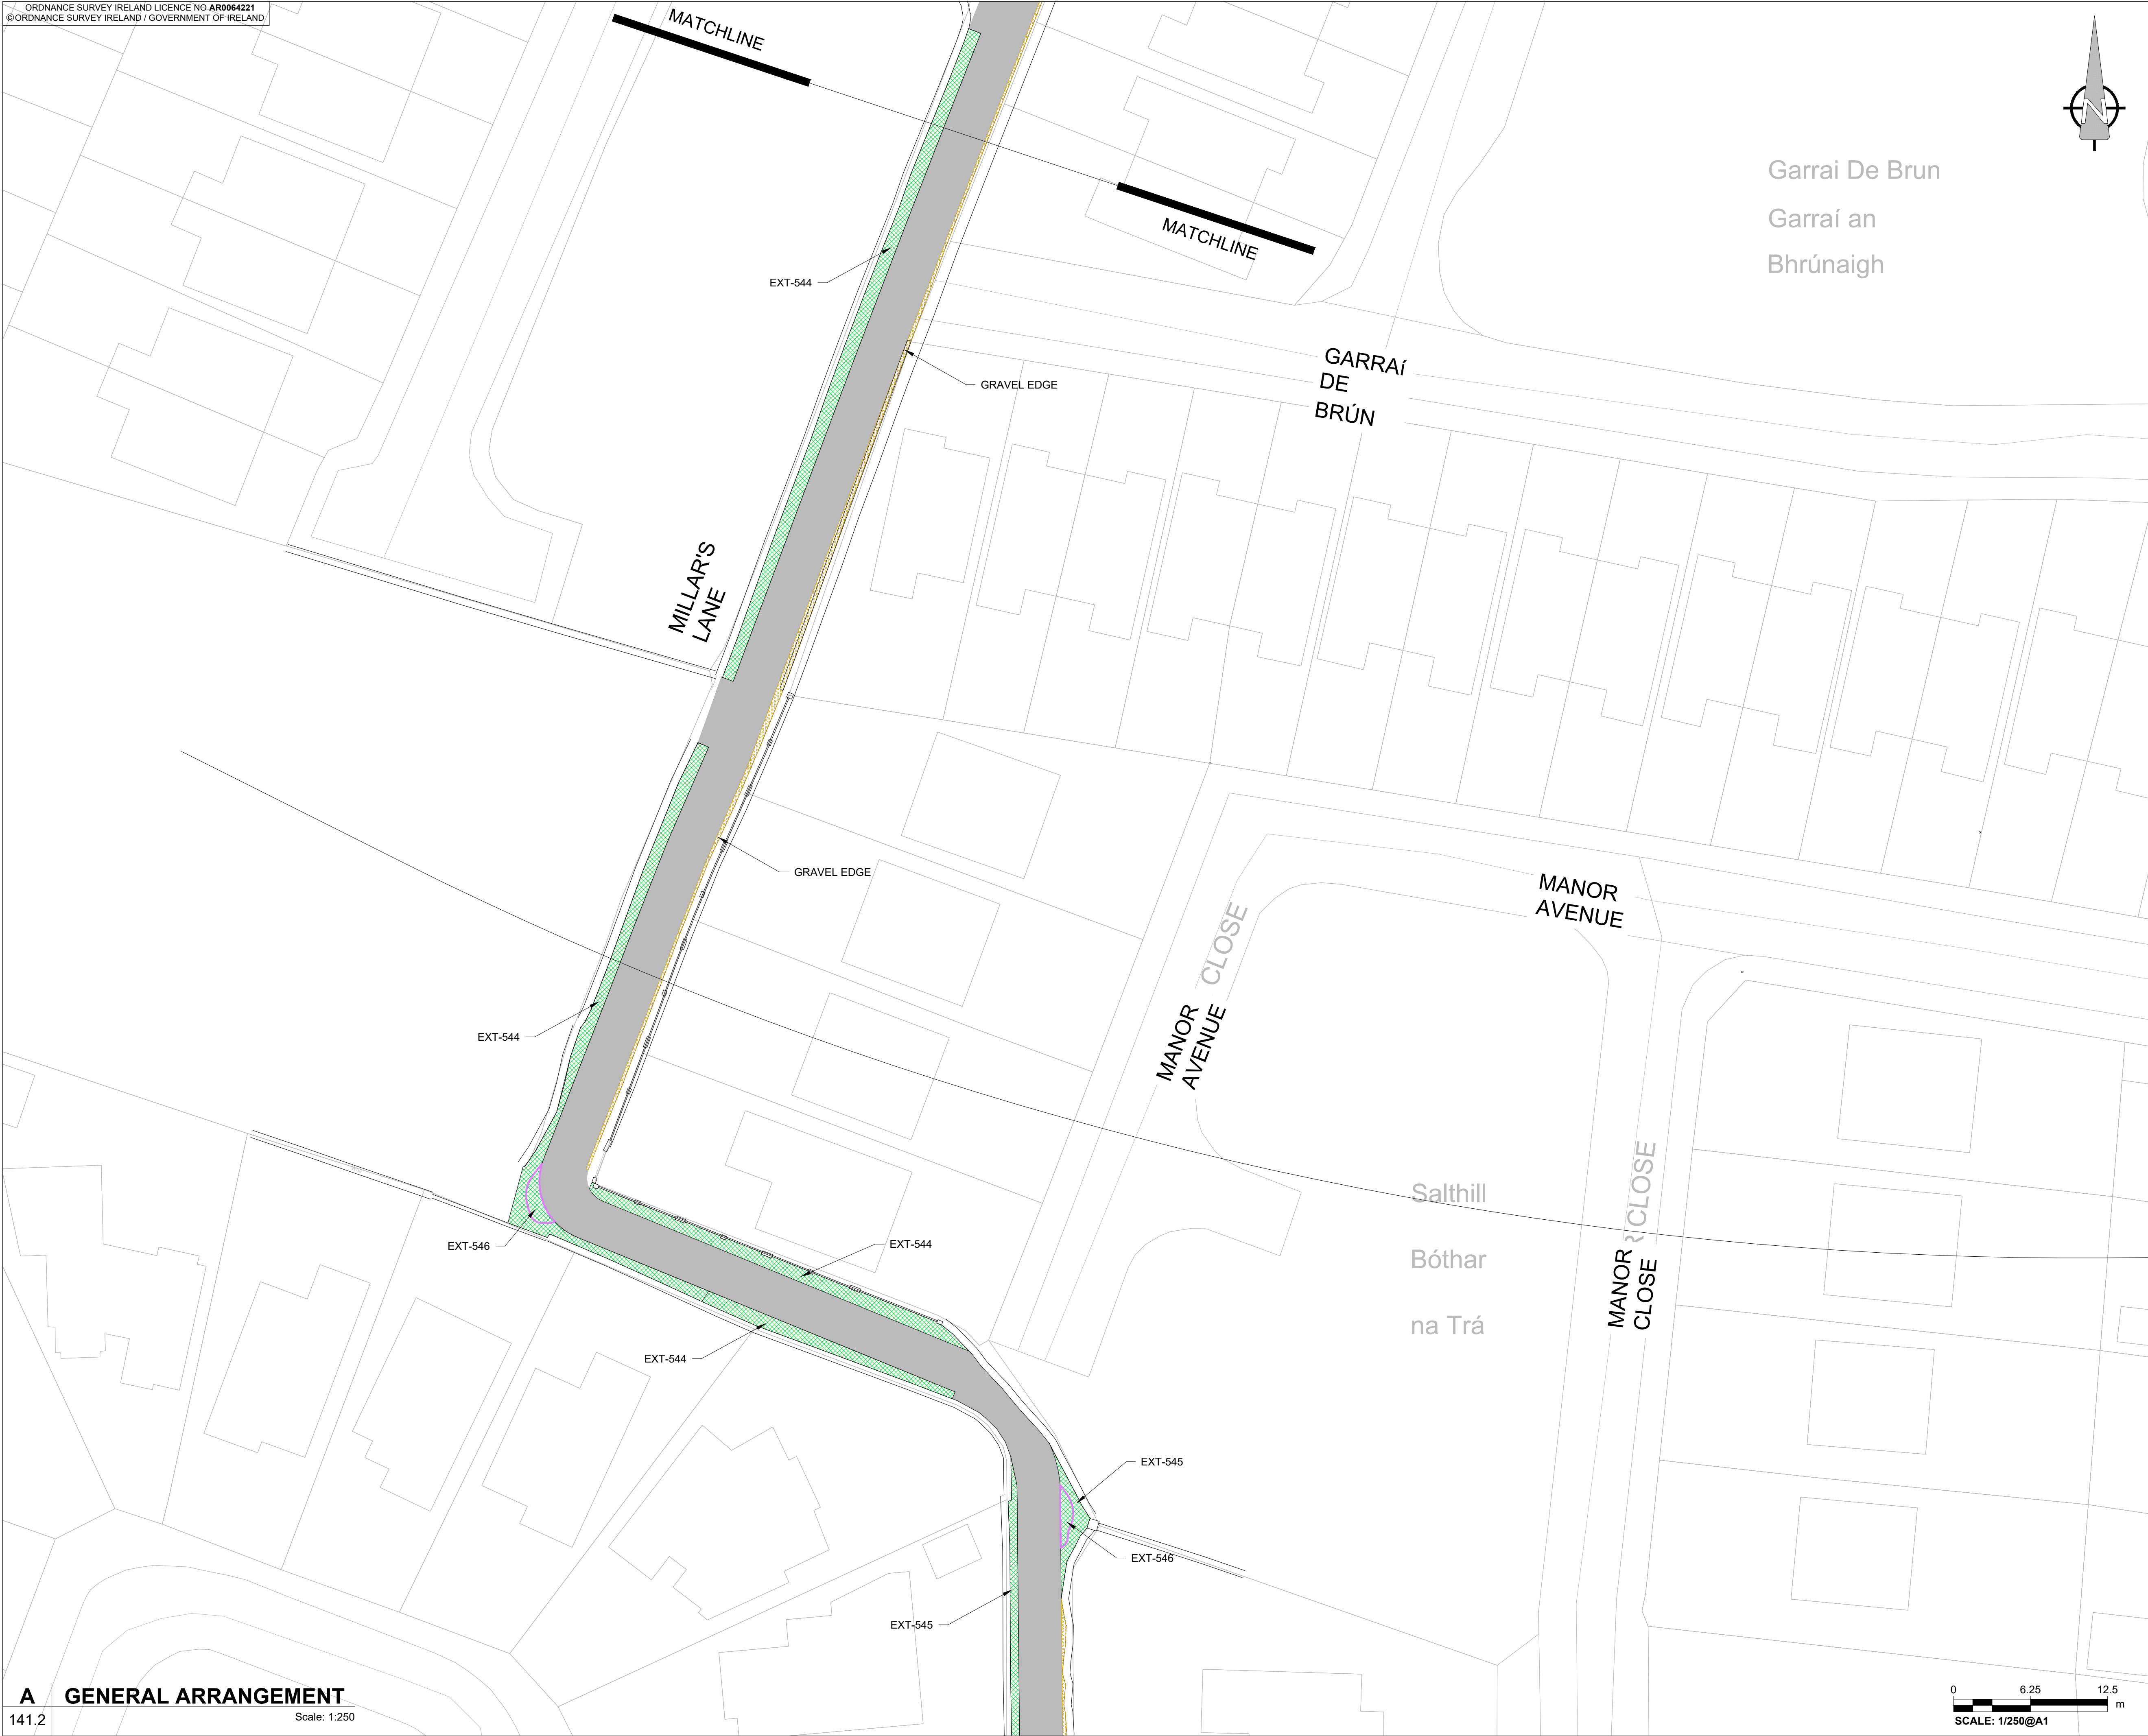 ORDNANCE SURVEY IRELAND LICENCE NO AR0064221
©ORDNANCE SURVEY IRELAND / GOVERNMENT OF IRELAND
MATCHLINE
N
Garrai De Brun
Garraí an
Bhrúnaigh
MATCHLINE
EXT-544
GARRAí
DE
BRÚN
GRAVEL EDGE
MILLAR'S
LANE
GRAVEL EDGE
MANOR
AVENUE
CLOSE
MANOR
AVENUE
EXT-544
CLOSE
Salthill
Bóthar
na Trá
MANOR
CLOSE
EXT-546
EXT-544
EXT-544
EXT-545
EXT-546
EXT-545
A GENERAL ARRANGEMENT
141.2
Scale: 1:250
0 6.25 12.5
m
SCALE: 1/250@A1